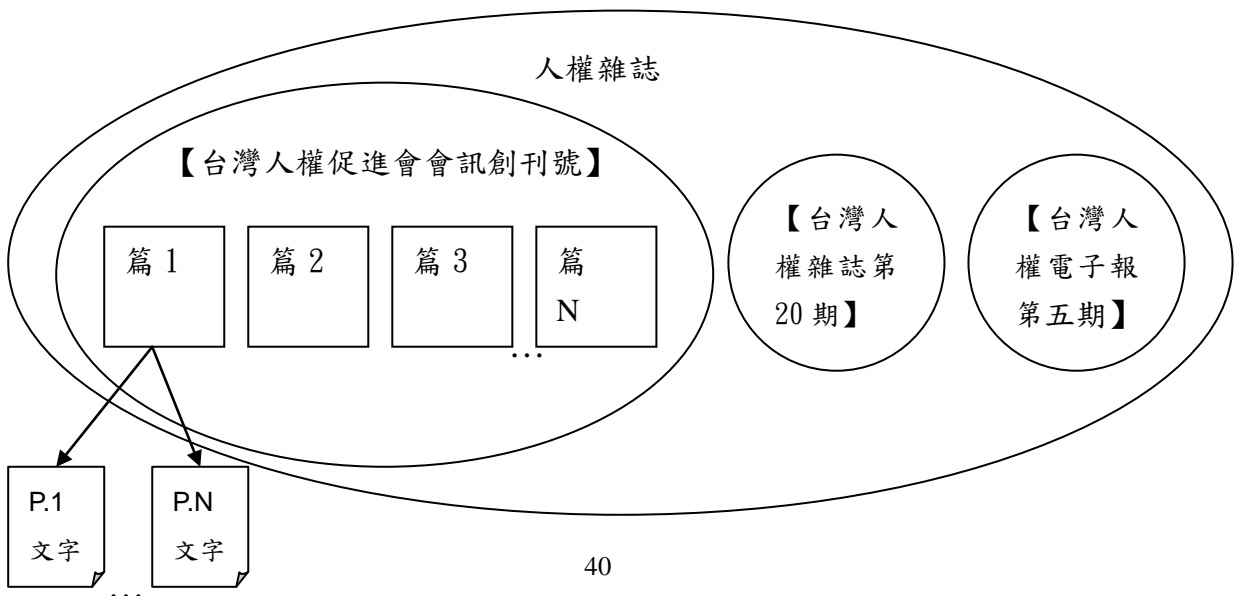 人權雜誌
【台灣人權促進會會訊創刊號】
篇 1
篇 2
篇 3
篇
N
…
【台灣人
權雜誌第
20 期】
【台灣人
權電子報
第五期】
P.1
文字
P.N
文字
…
40